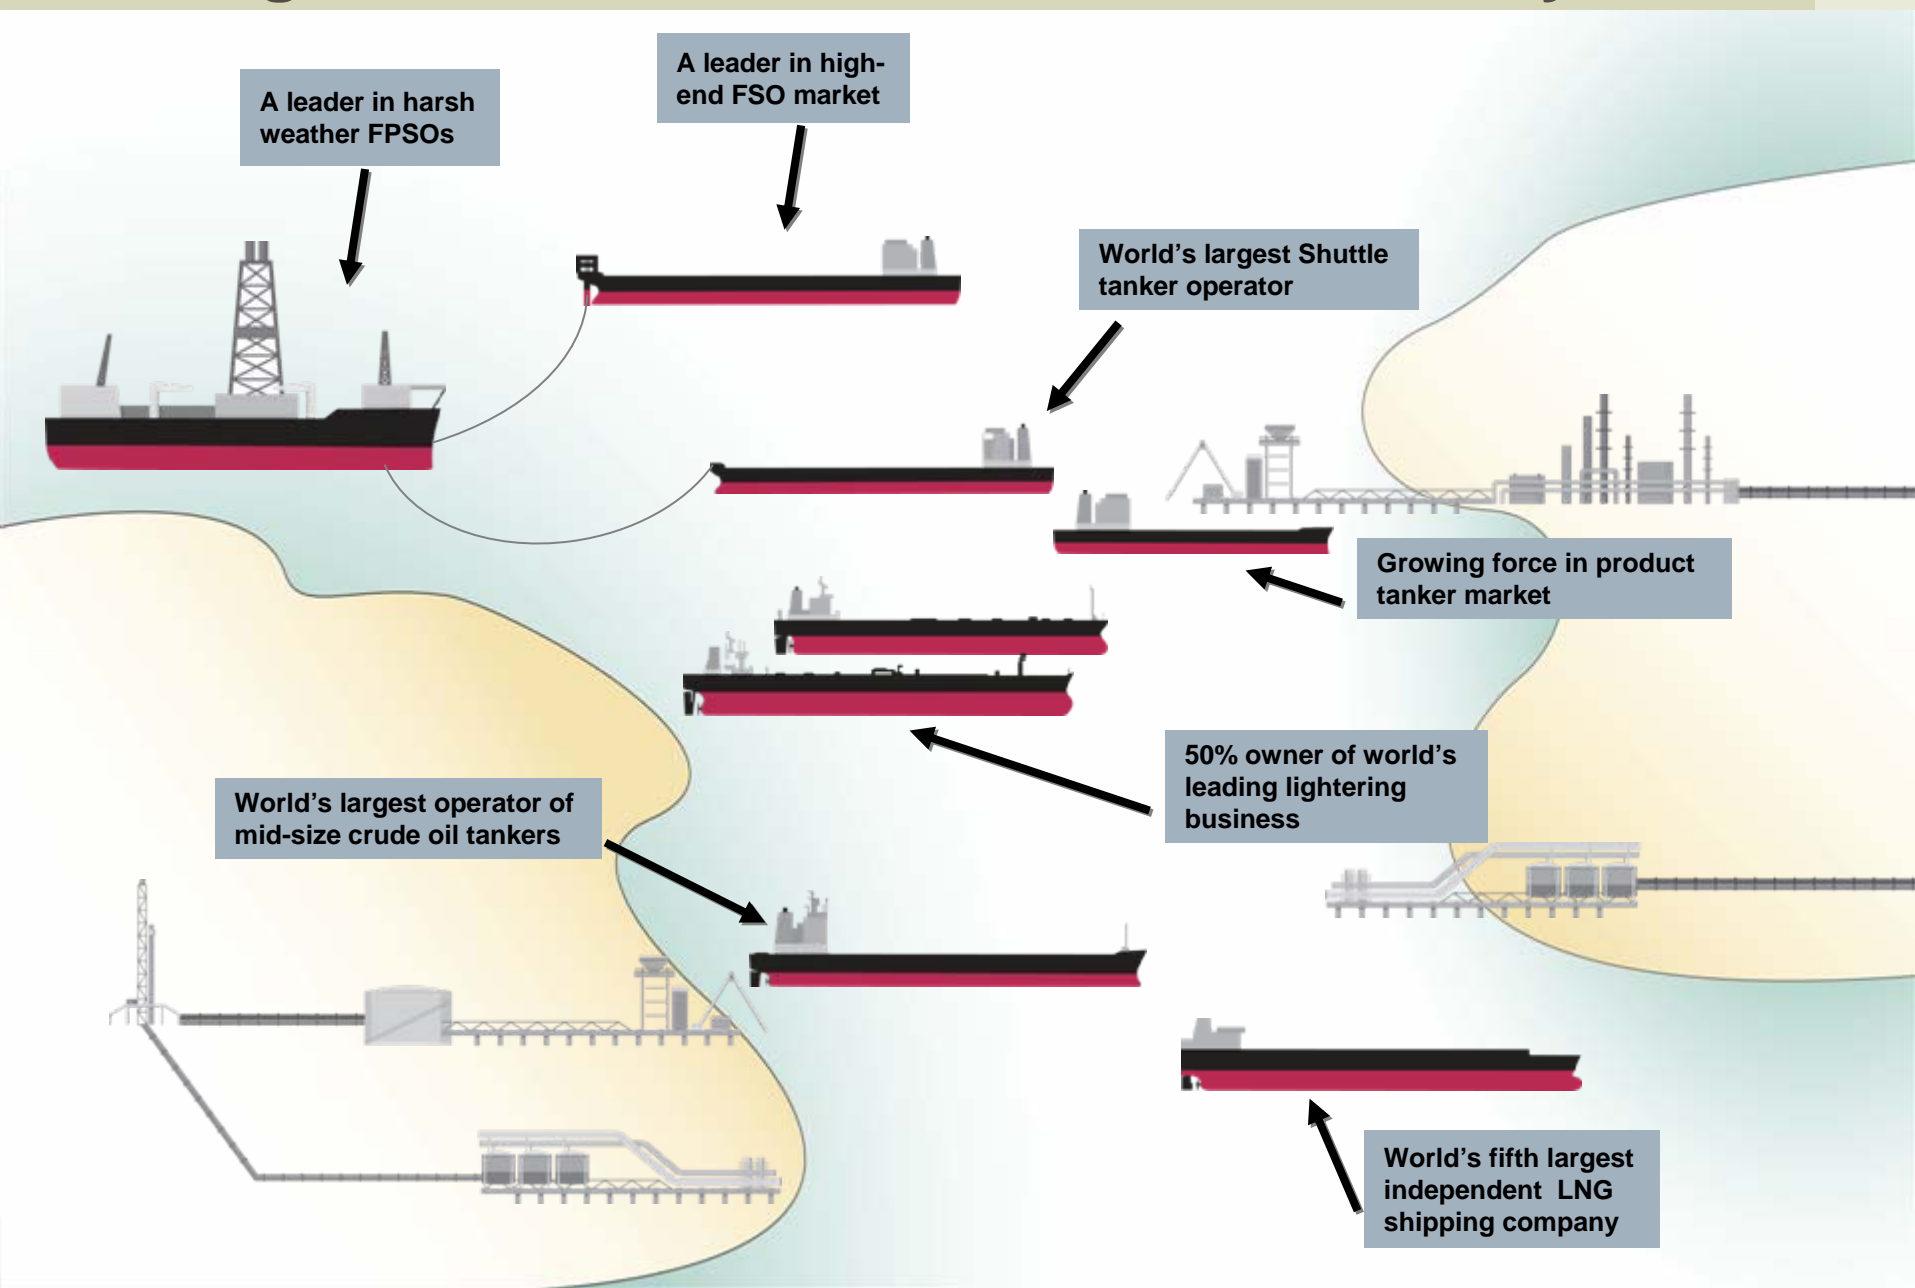 A leader in high-
end FSO market
A leader in harsh
weather FPSOs
World’s largest Shuttle
tanker operator
Growing force in product
tanker market
50% owner of world’s
leading lightering
business
World’s largest operator of
mid-size crude oil tankers
World’s fifth largest
independent LNG
shipping company